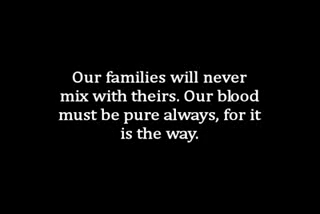 Our families will never
mix with theirs. Our blood
must be pure always, for it
is the way.